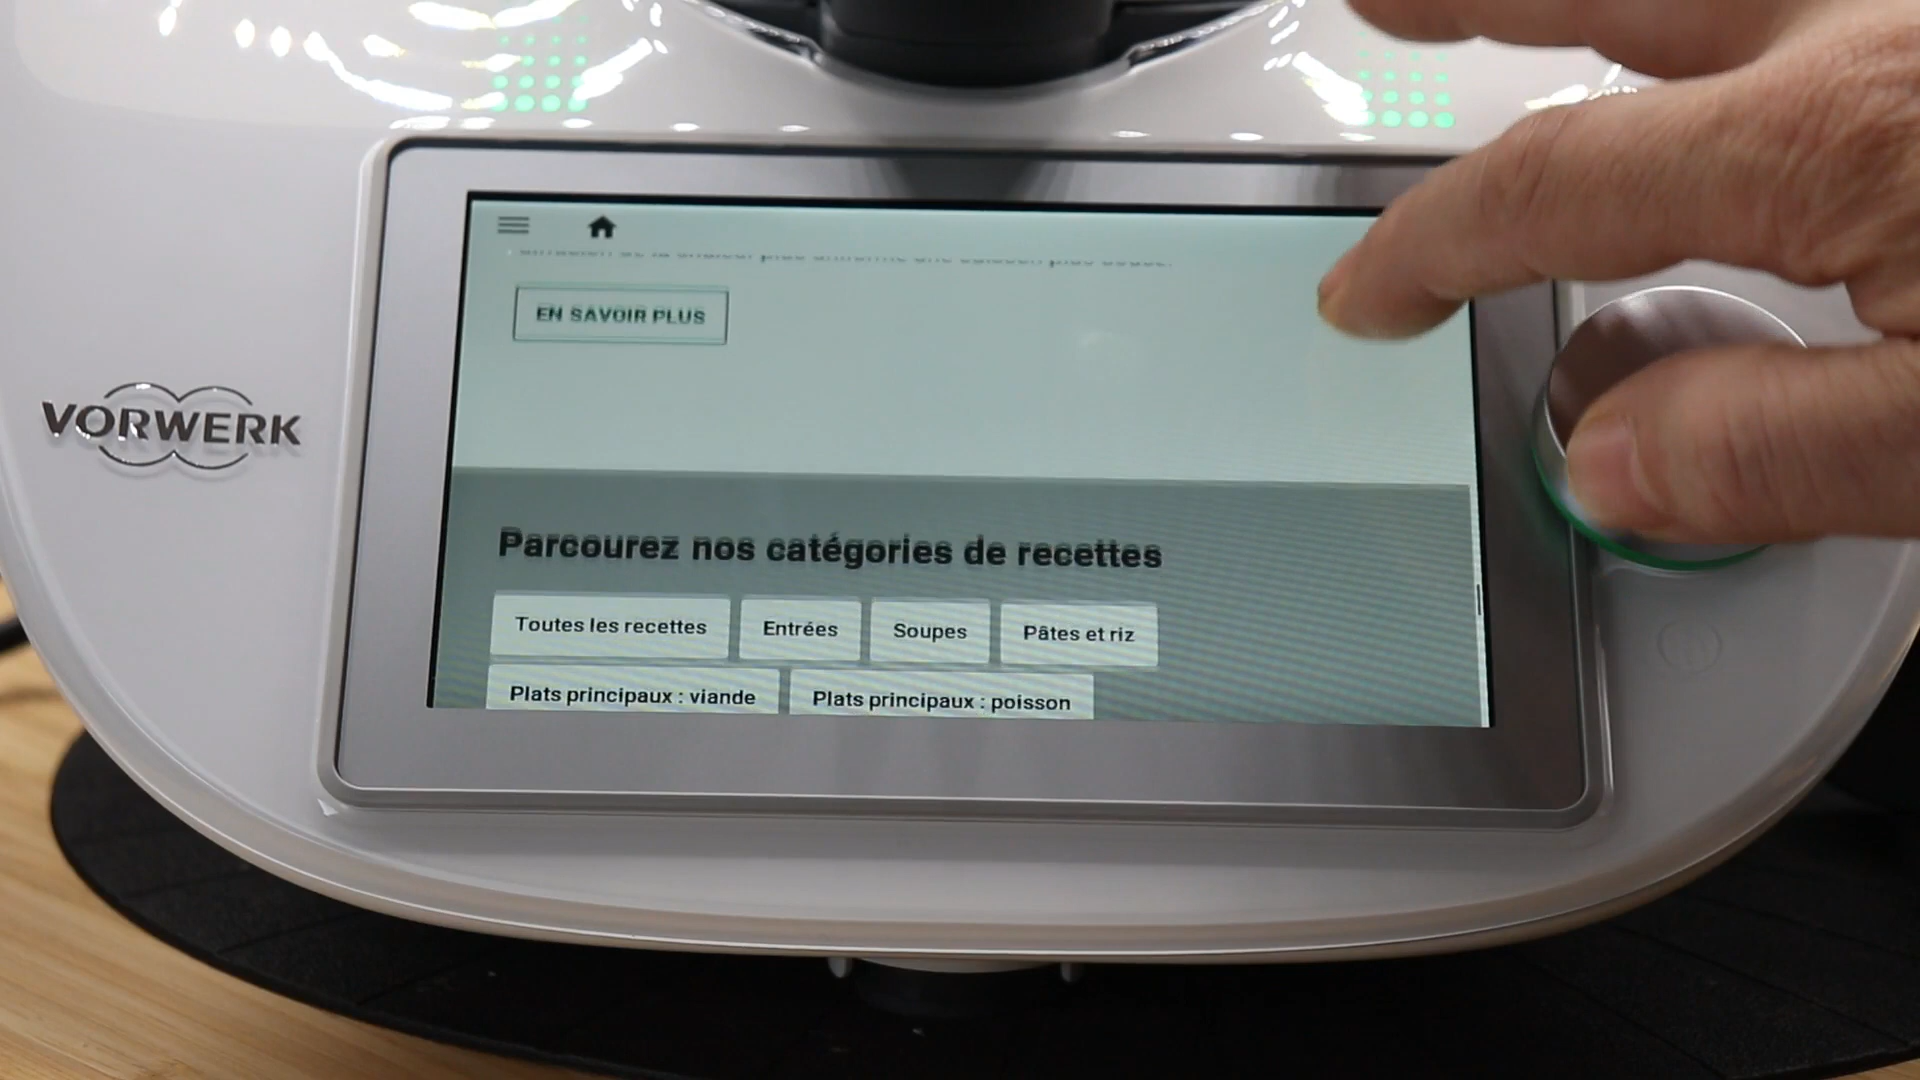 EN SAVOIR PLUS
VORWERK
Parcourez nos catégories de recettes
Toutes les recettes Entrées Soupes Pâtes et riz
Plats principaux : viande Plats principaux : poisson